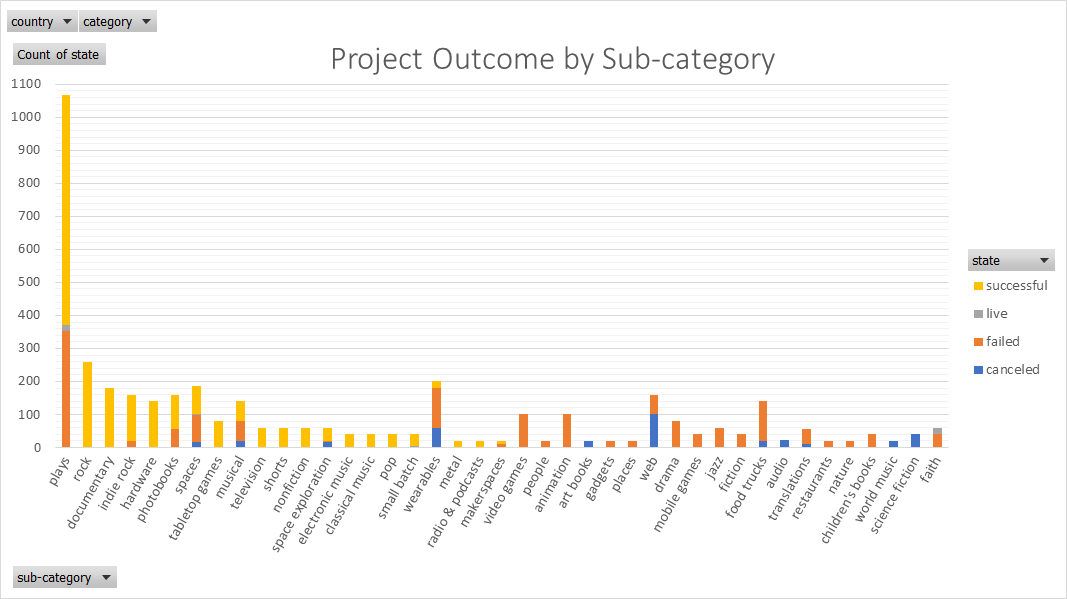 country
category
Count of state
Project Outcome by Sub-category
1100
1000
900
800
700
600
500
400
300
200
100
0
plays
rock
documentary
indie rock
hardware
photobooks
spaces
tabletop games
musical
television
shorts
nonfiction
space exploration
electronic music
classical music
pop
small batch
wearables
metal
radio & podcasts
makerspaces
video games
people
animation
art books
gadgets
places
web
drama
mobile games
jazz
fiction
food trucks
audio
translations
restaurants
nature
children's books
world music
science fiction
faith
state
successful
live
failed
canceled
sub-category